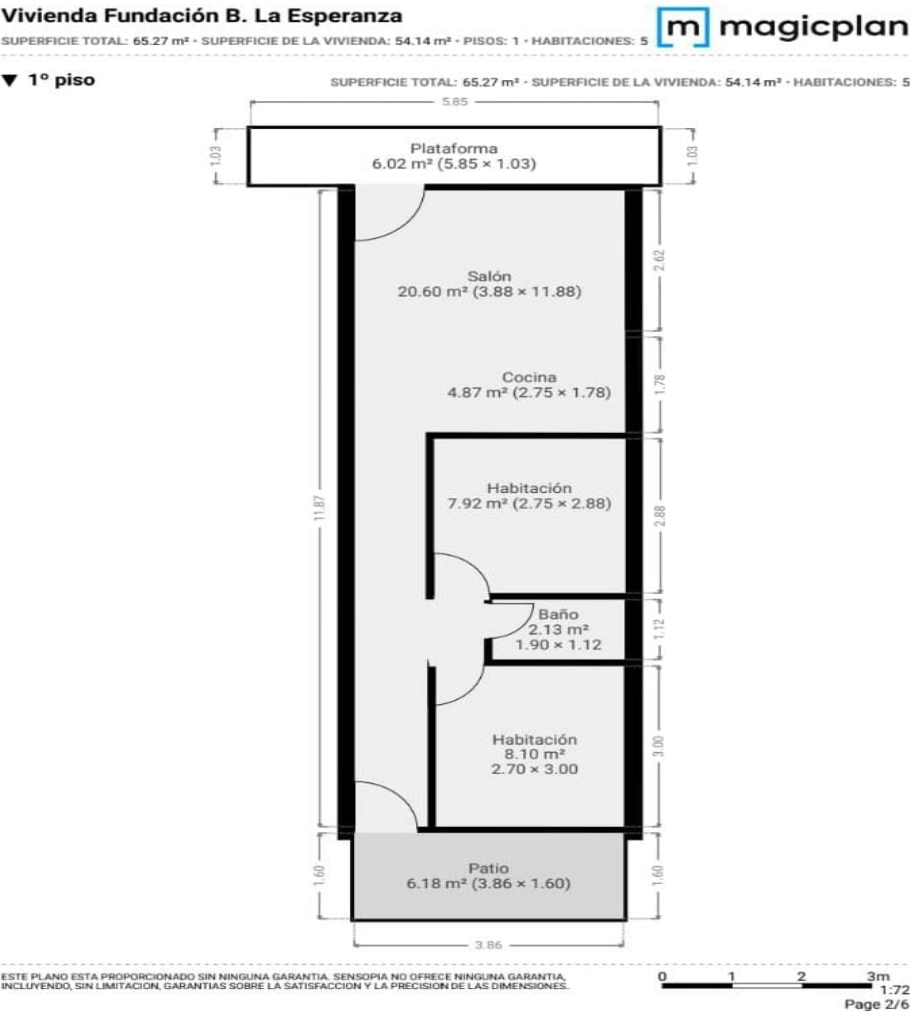 Vivienda Fundación B. La Esperanza
SUPERFICIE TOTAL: 65.27 m² · SUPERFICIE DE LA VIVIENDA: 54.14 m² · PISOS: 1 · HABITACIONES: 5
m magicplan
▼ 1º piso
SUPERFICIE TOTAL: 65.27 m² · SUPERFICIE DE LA VIVIENDA: 54.14 m² · HABITACIONES: 5
5.85
1.03
Plataforma
6.02 m² (5.85 × 1.03)
1.03
2.62
Salón
20.60 m² (3.88 × 11.88)
Cocina
4.87 m² (2.75 × 1.78)
1.78
11.87
Habitación
7.92 m² (2.75 × 2.88)
2.88
Baño
2.13 m²
1.90 × 1.12
1.12
Habitación
8.10 m²
2.70 × 3.00
3.00
1.60
Patio
6.18 m² (3.86 × 1.60)
1.60
3.86
ESTE PLANO ESTA PROPORCIONADO SIN NINGUNA GARANTIA. SENSOPIA NO OFRECE NINGUNA GARANTIA,
INCLUYENDO, SIN LIMITACION, GARANTIAS SOBRE LA SATISFACCION Y LA PRECISION DE LAS DIMENSIONES.
0 1 2 3m
1:72
Page 2/6